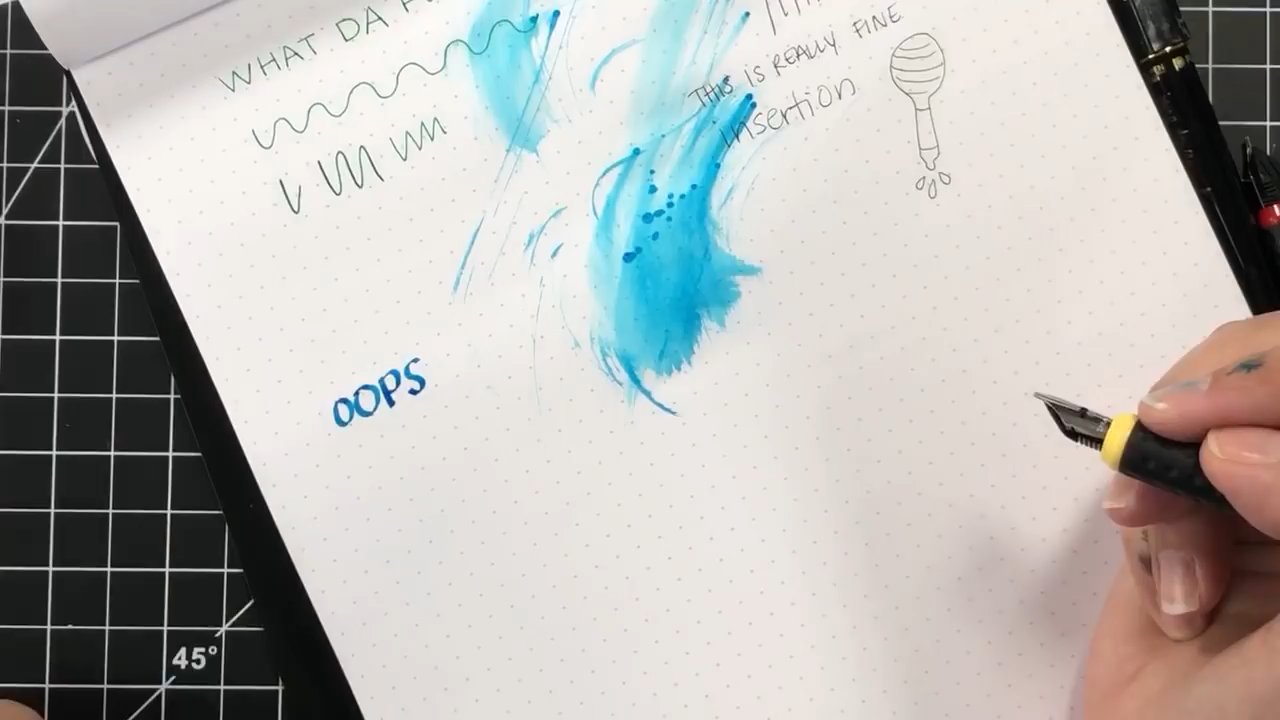 WHAT DA
THIS IS REALLY FINE
insertion
OOPS
45°